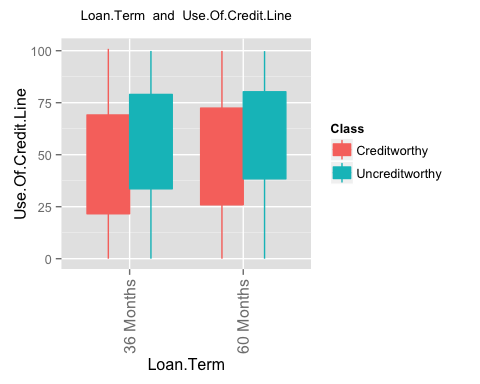 Loan.Term and Use.Of.Credit.Line
100
75
50
25
0
Use.Of.Credit.Line
36 Months
60 Months
Loan.Term
Class
Creditworthy
Uncreditworthy